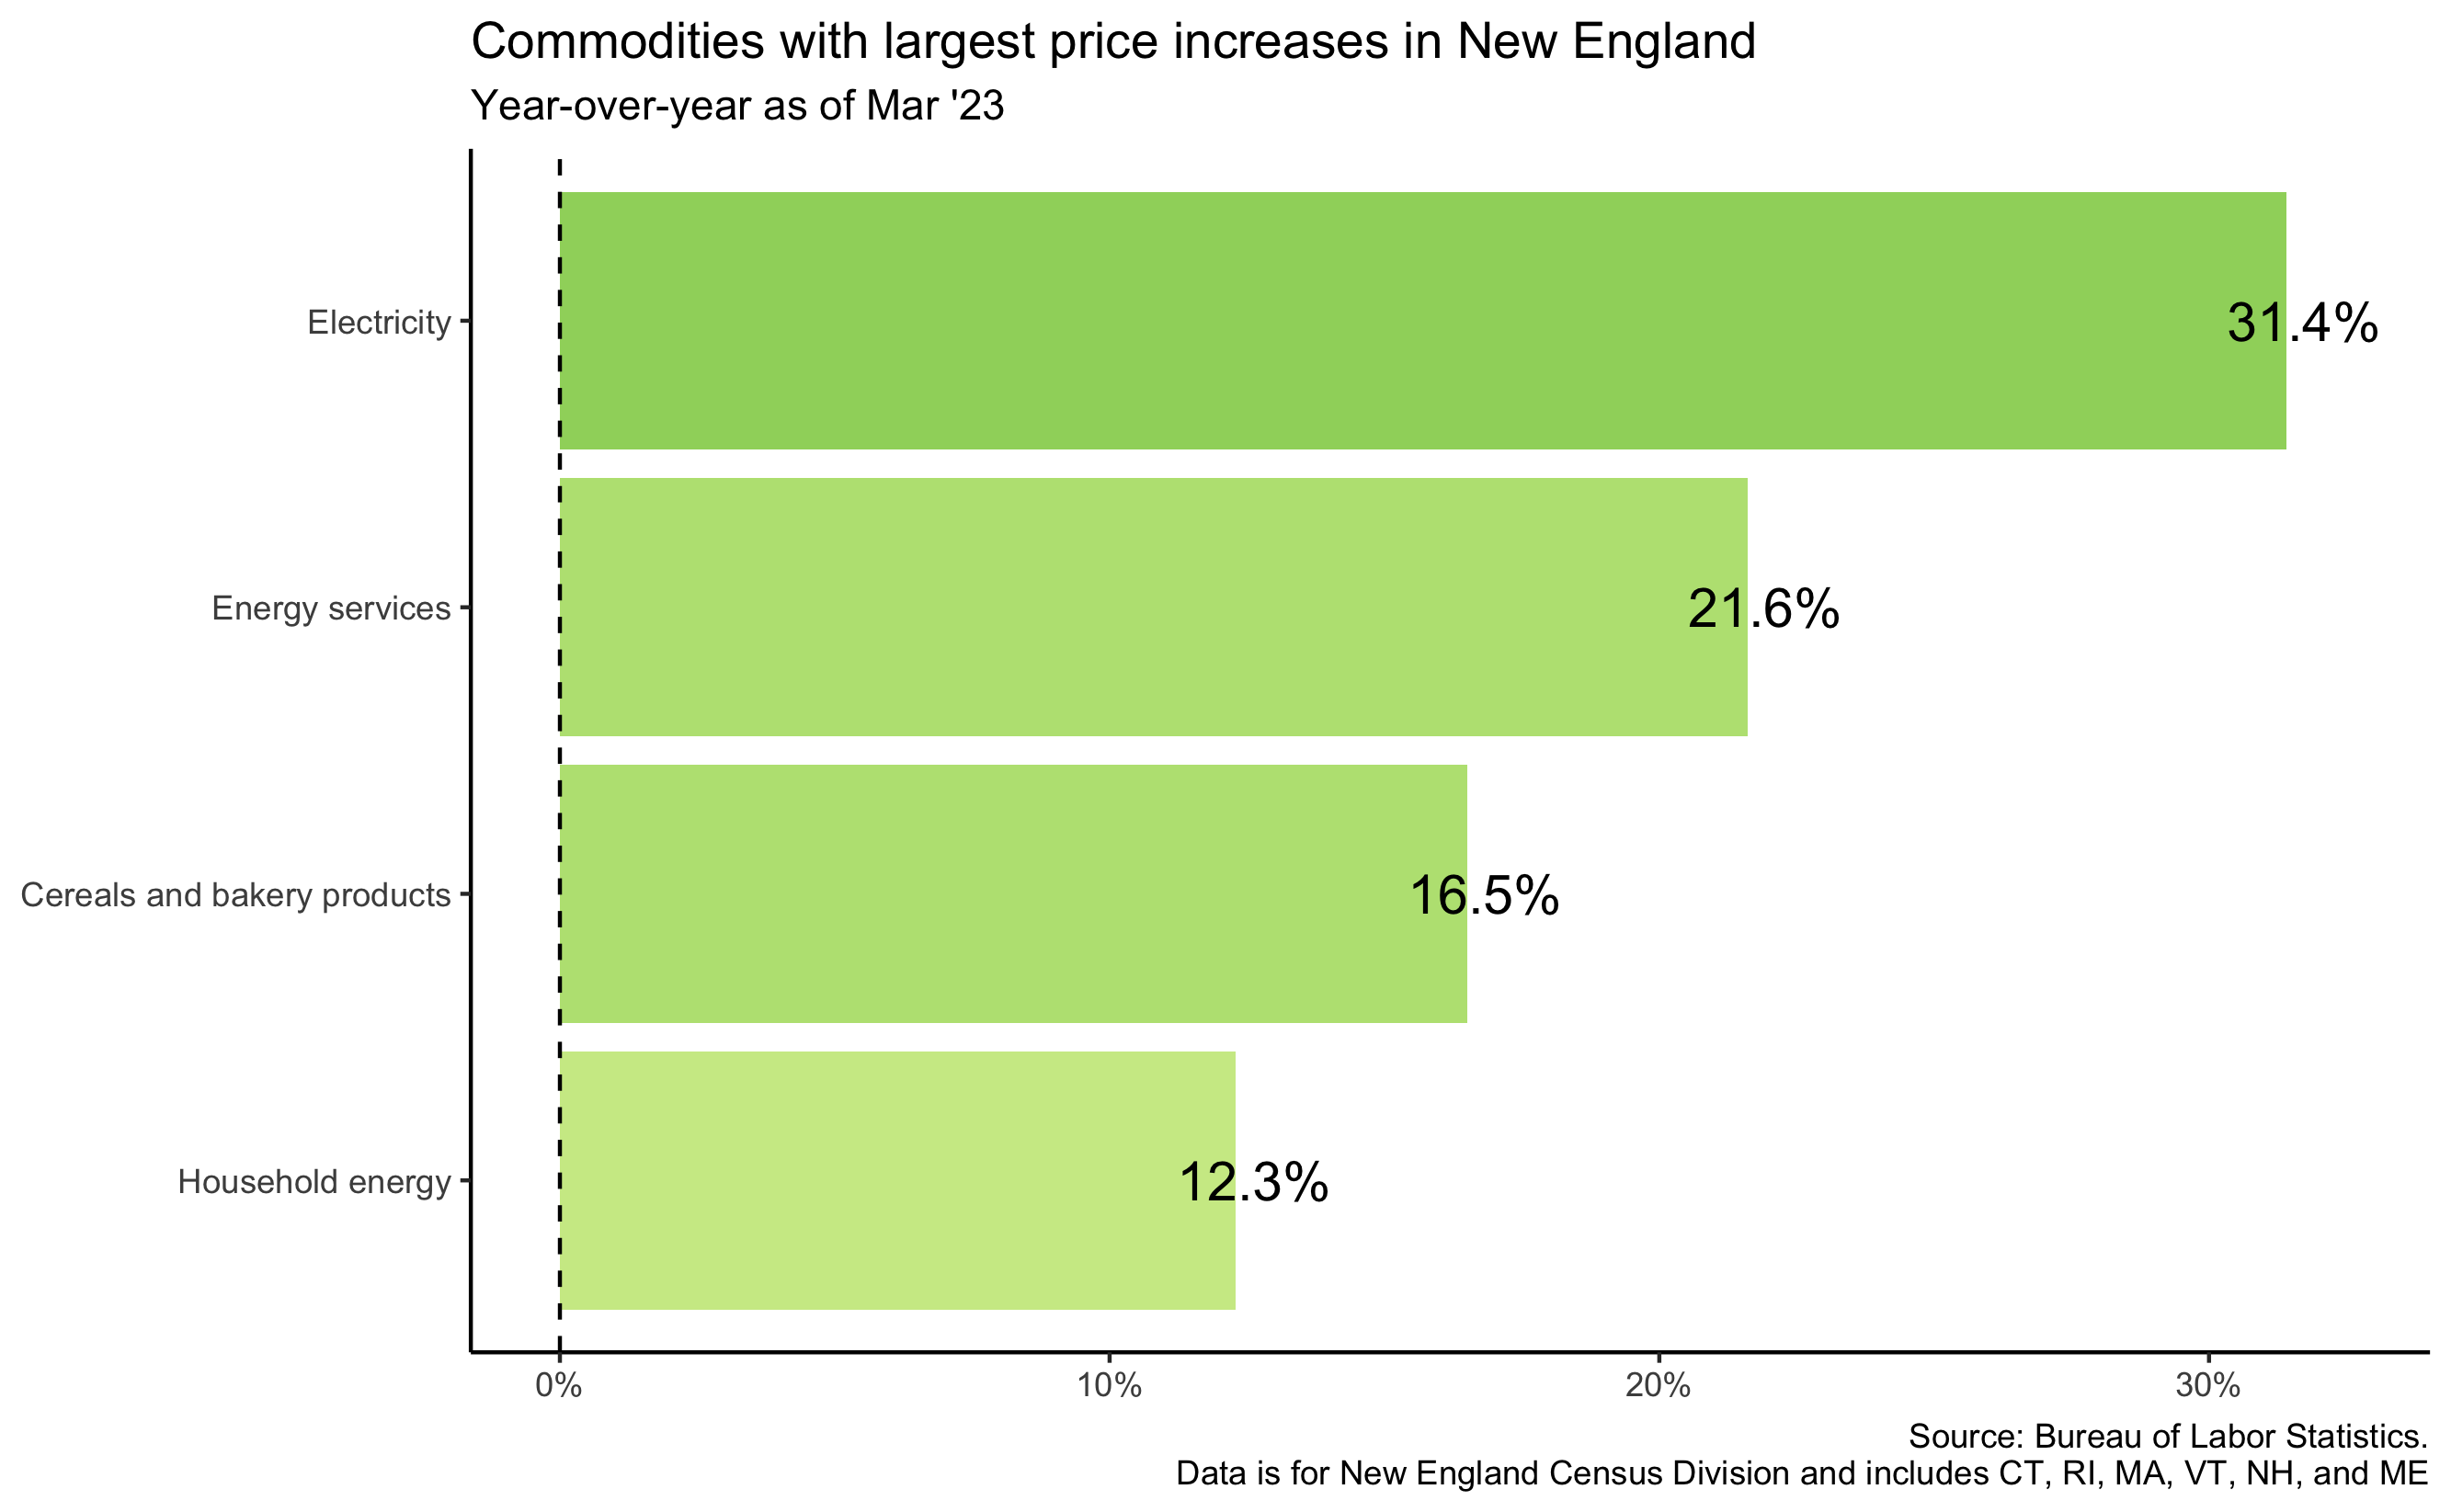 Commodities with largest price increases in New England
Year-over-year as of Mar '23
Electricity
31.4%
Energy services
21.6%
Cereals and bakery products
16.5%
Household energy
12.3%
0%
10%
20%
30%
Source: Bureau of Labor Statistics.
Data is for New England Census Division and includes CT, RI, MA, VT, NH, and ME